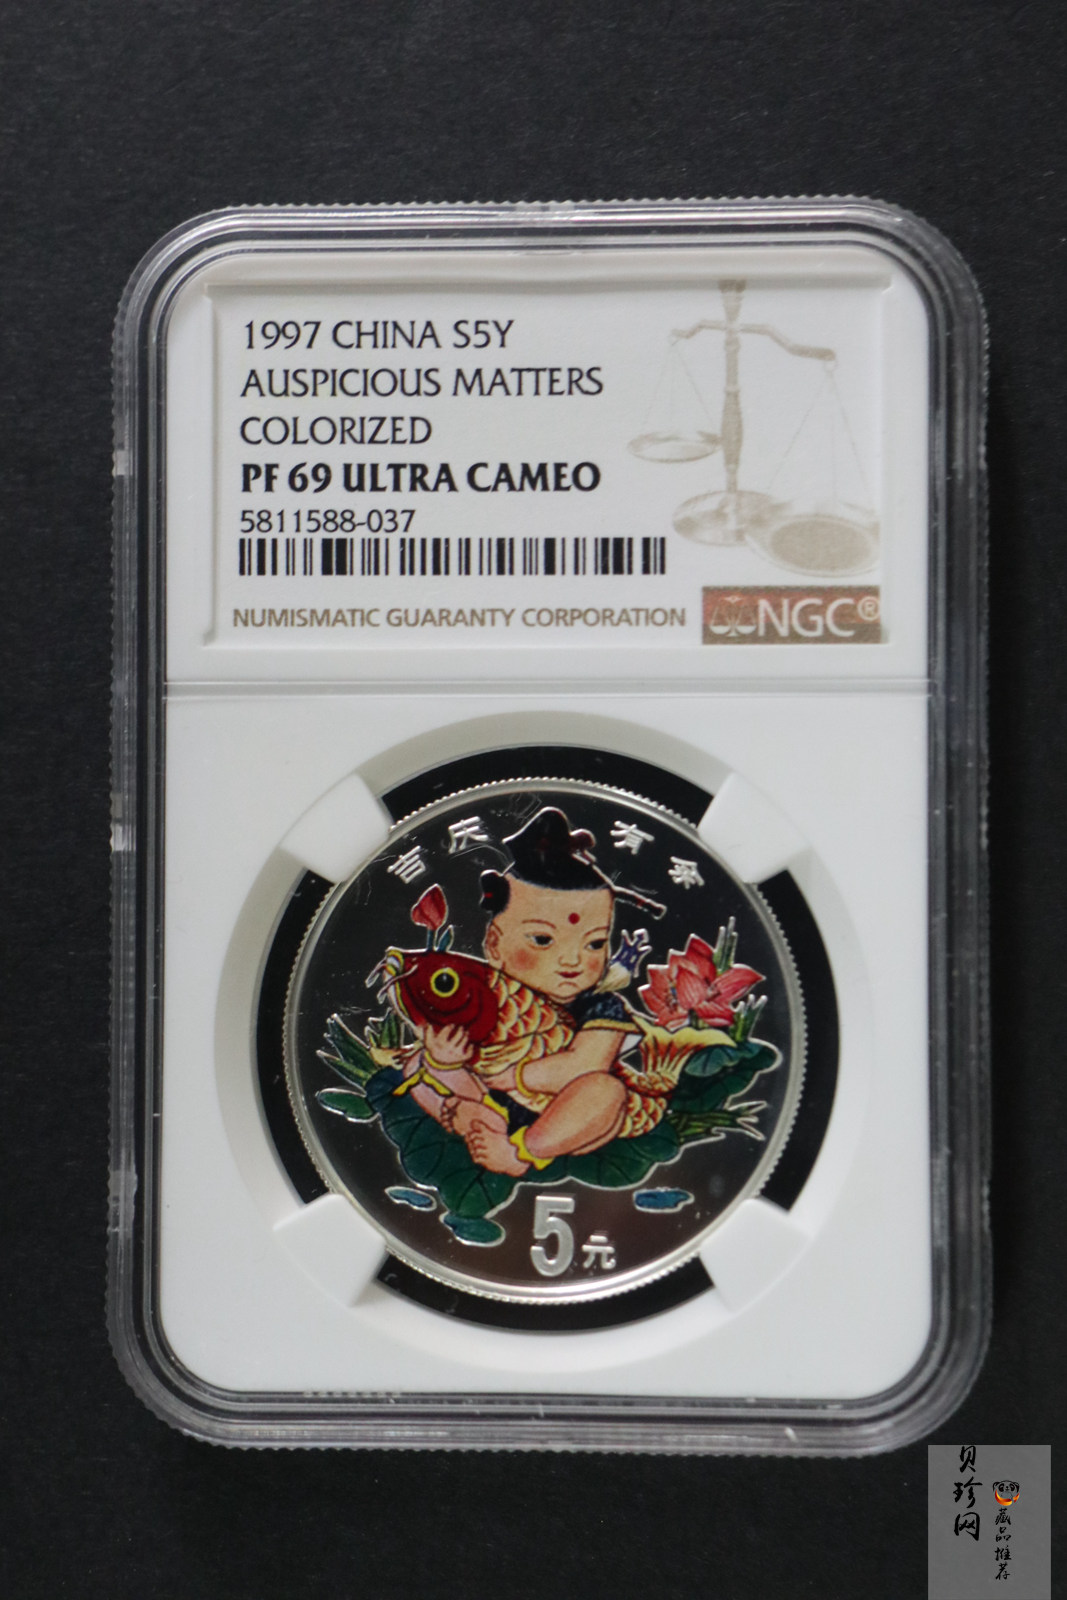 1997 CHINA S5Y
AUSPICIOUS MATTERS
COLORIZED
PF 69 ULTRA CAMEO
5811588-037
NUMISMATIC GUARANTY CORPORATION
NGC®
吉庆有余
5元
贝珍网
藏品推荐